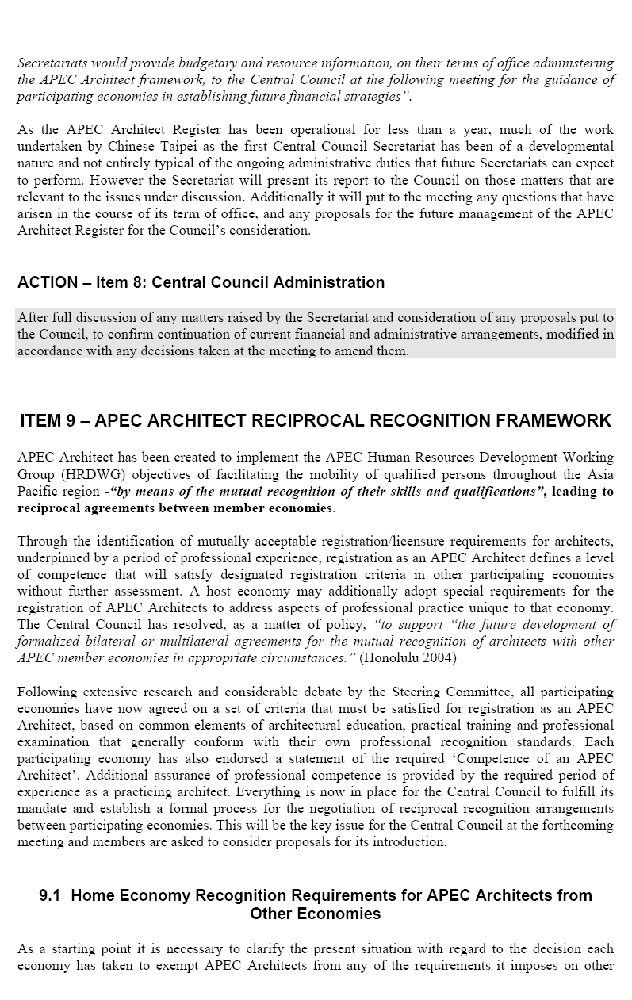 Secretariats would provide budgetary and resource information, on their terms of office administering
the APEC Architect framework, to the Central Council at the following meeting for the guidance of
participating economies in establishing future financial strategies”.
As the APEC Architect Register has been operational for less than a year, much of the work
undertaken by Chinese Taipei as the first Central Council Secretariat has been of a developmental
nature and not entirely typical of the ongoing administrative duties that future Secretariats can expect
to perform. However the Secretariat will present its report to the Council on those matters that are
relevant to the issues under discussion. Additionally it will put to the meeting any questions that have
arisen in the course of its term of office, and any proposals for the future management of the APEC
Architect Register for the Council’s consideration.
ACTION – Item 8: Central Council Administration
After full discussion of any matters raised by the Secretariat and consideration of any proposals put to
the Council, to confirm continuation of current financial and administrative arrangements, modified in
accordance with any decisions taken at the meeting to amend them.
ITEM 9 – APEC ARCHITECT RECIPROCAL RECOGNITION FRAMEWORK
APEC Architect has been created to implement the APEC Human Resources Development Working
Group (HRDWG) objectives of facilitating the mobility of qualified persons throughout the Asia
Pacific region -“by means of the mutual recognition of their skills and qualifications”, leading to
reciprocal agreements between member economies.
Through the identification of mutually acceptable registration/licensure requirements for architects,
underpinned by a period of professional experience, registration as an APEC Architect defines a level
of competence that will satisfy designated registration criteria in other participating economies
without further assessment. A host economy may additionally adopt special requirements for the
registration of APEC Architects to address aspects of professional practice unique to that economy.
The Central Council has resolved, as a matter of policy, “to support “the future development of
formalized bilateral or multilateral agreements for the mutual recognition of architects with other
APEC member economies in appropriate circumstances.” (Honolulu 2004)
Following extensive research and considerable debate by the Steering Committee, all participating
economies have now agreed on a set of criteria that must be satisfied for registration as an APEC
Architect, based on common elements of architectural education, practical training and professional
examination that generally conform with their own professional recognition standards. Each
participating economy has also endorsed a statement of the required ‘Competence of an APEC
Architect’. Additional assurance of professional competence is provided by the required period of
experience as a practicing architect. Everything is now in place for the Central Council to fulfill its
mandate and establish a formal process for the negotiation of reciprocal recognition arrangements
between participating economies. This will be the key issue for the Central Council at the forthcoming
meeting and members are asked to consider proposals for its introduction.
9.1 Home Economy Recognition Requirements for APEC Architects from
Other Economies
As a starting point it is necessary to clarify the present situation with regard to the decision each
economy has taken to exempt APEC Architects from any of the requirements it imposes on other